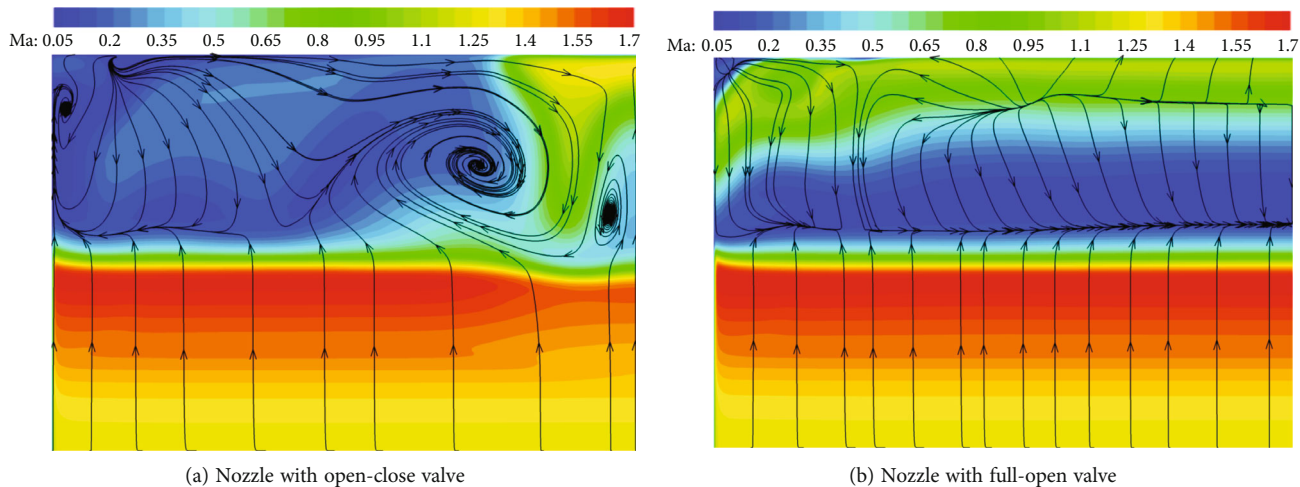 Ma: 0.05 0.2 0.35 0.5 0.65 0.8 0.95 1.1 1.25 1.4 1.55 1.7
Ma: 0.05 0.2 0.35 0.5 0.65 0.8 0.95 1.1 1.25 1.4 1.55 1.7
(a) Nozzle with open-close valve
(b) Nozzle with full-open valve